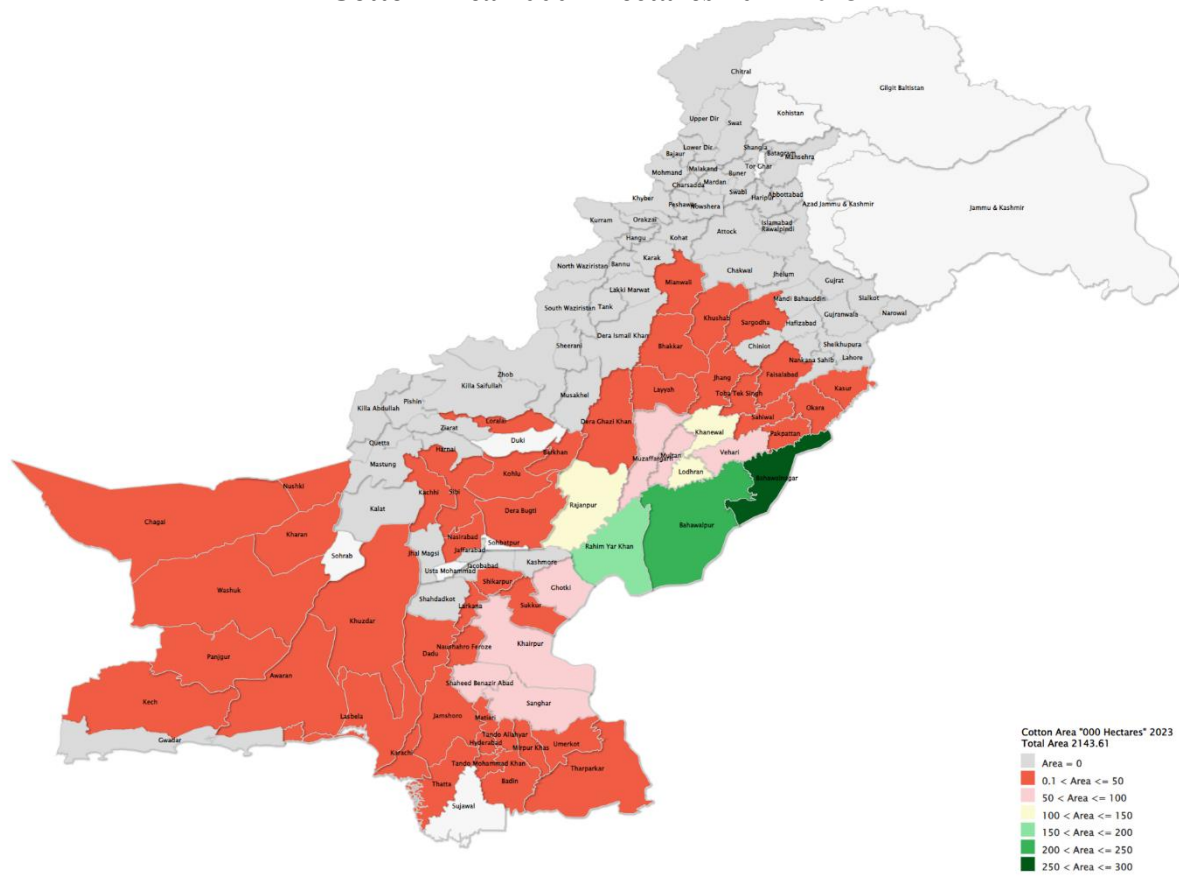 Chitral
Gilgit Baltistan
Kohistan
Upper Dir
Swat
Lower Dir
Shangla
Batagram
Mansehra
Bajaur
Tor Ghar
Malakand
Buner
Mohmand
Mardan
Charsadda
Swabi
Haripur
Abbottabad
Khyber
Peshawar
Nowshera
Azad Jammu & Kashmir
Jammu & Kashmir
Kurram
Orakzai
Islamabad
Rawalpindi
Hangu
Kohat
Attock
Karak
North Waziristan
Bannu
Chakwal
Jhelum
Mianwali
Gujrat
Lakki Marwat
Mandi Bahauddin
Sialkot
South Waziristan
Tank
Khushab
Sargodha
Hafizabad
Gujranwala
Narowal
Dera Ismail Khan
Sheerani
Bhakkar
Chiniot
Sheikhupura
Nankana Sahib
Lahore
Zhob
Killa Saifullah
Musakhel
Layyah
Jhang
Faisalabad
Kasur
Toba Tek Singh
Killa Abdullah
Pishin
Okara
Loralai
Dera Ghazi Khan
Sahiwal
Ziarat
Duki
Khanewal
Pakpattan
Quetta
Harnai
Barkhan
Muzaffargarh
Multan
Vehari
Mastung
Kohlu
Lodhran
Bahawalnagar
Nushki
Kachhi
Sibi
Rajanpur
Kalat
Dera Bugti
Chagai
Bahawalpur
Kharan
Nasirabad
Sohbatpur
Rahim Yar Khan
Sohrab
Jhal Magsi
Jaffarabad
Kashmore
Usta Mohammad
Jacobabad
Shikarpur
Ghotki
Washuk
Shahdadkot
Larkana
Sukkur
Khuzdar
Khairpur
Panjgur
Dadu
Naushahro Feroze
Awaran
Shaheed Benazir Abad
Kech
Sanghar
Lasbela
Jamshoro
Matiari
Gwadar
Tando Allahyar
Hyderabad
Mirpur Khas
Umerkot
Karachi
Tando Mohammad Khan
Thatta
Badin
Tharparkar
Sujawal
Cotton Area "000 Hectares" 2023
Total Area 2143.61
Area = 0
0.1 < Area <= 50
50 < Area <= 100
100 < Area <= 150
150 < Area <= 200
200 < Area <= 250
250 < Area <= 300